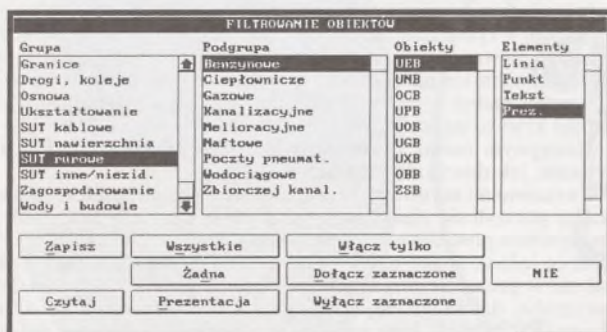 FILTROWANIE OBIEKTÓW
Grupa Podgrupa Obiekty Elementy
Granice Benzynowe UEB Linia
Drogi, koleje Ciepłownicze UNB Punkt
Osnowa Gazowe OCB Tekst
Ukształtowanie Kanalizacyjne UPB Prez.
SUT kablowe Melioracyjne UOB
SUT nawierzchnia Naftowe UGB
SUT rurowe Poczty pneumat. UXB
SUT inne/niezid. Wodociągowe OBB
Zagospodarowanie Zbiorczej kanal. ZSB
Wody i budowle
Zapisz Wszystkie Włącz tylko
Żadna Dołącz zaznaczone NIE
Czytaj Prezentacja Wyłącz zaznaczone